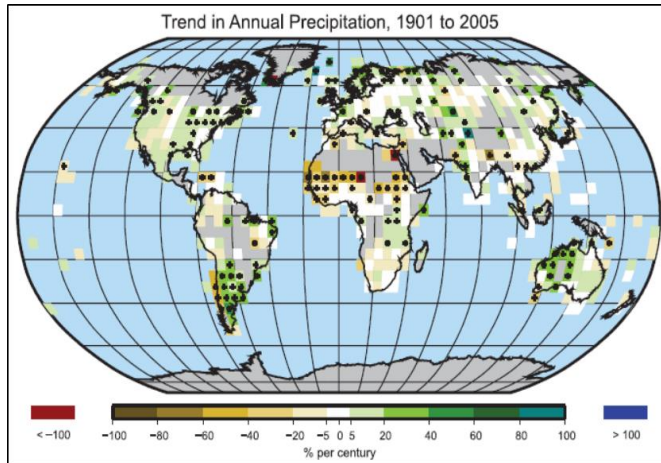 Trend in Annual Precipitation, 1901 to 2005
< –100
–100 –80 –60 –40 –20 –5 0 5 20 40 60 80 100
> 100
% per century